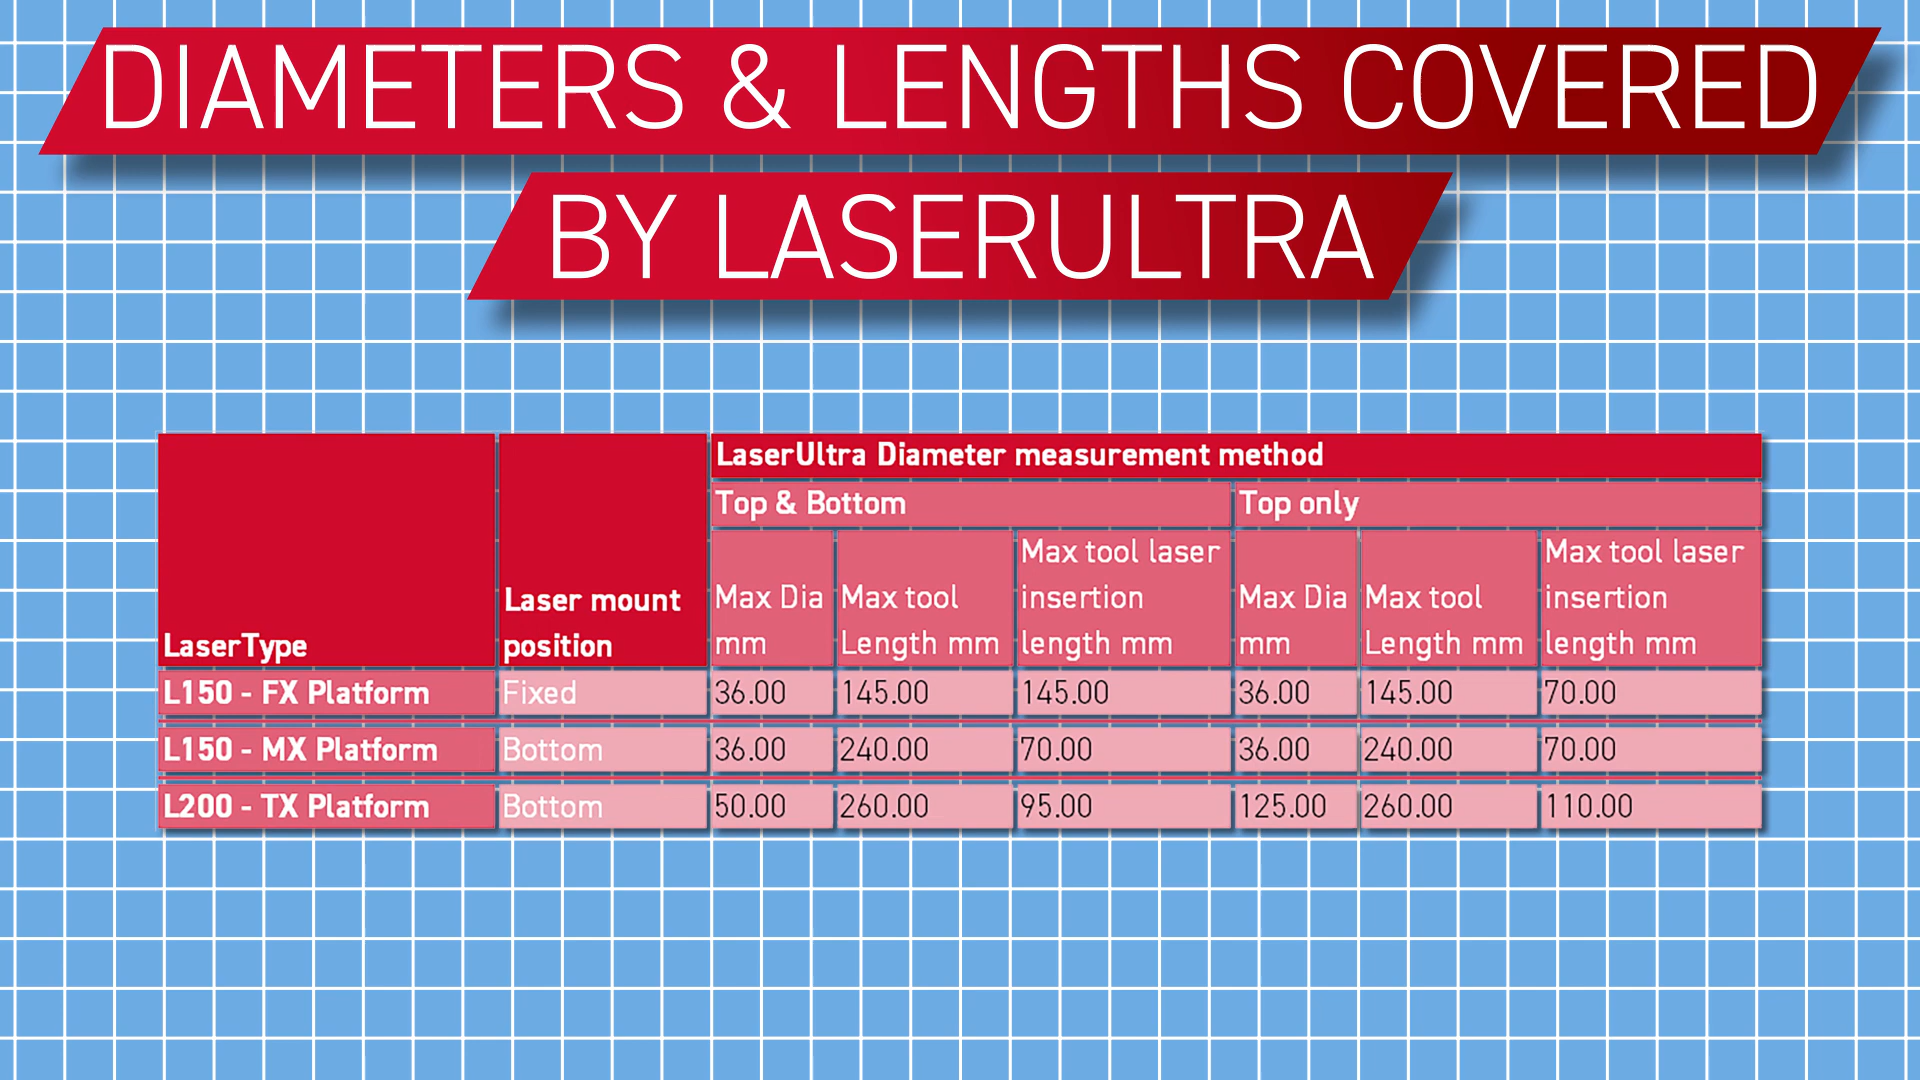 DIAMETERS & LENGTHS COVERED
BY LASERULTRA
LaserUltra Diameter measurement method
Top & Bottom Top only
LaserType Laser mount position Max Dia mm Max tool Length mm Max tool laser insertion length mm Max Dia mm Max tool Length mm Max tool laser insertion length mm
L150 - FX Platform Fixed 36.00 145.00 145.00 36.00 145.00 70.00
L150 - MX Platform Bottom 36.00 240.00 70.00 36.00 240.00 70.00
L200 - TX Platform Bottom 50.00 260.00 95.00 125.00 260.00 110.00